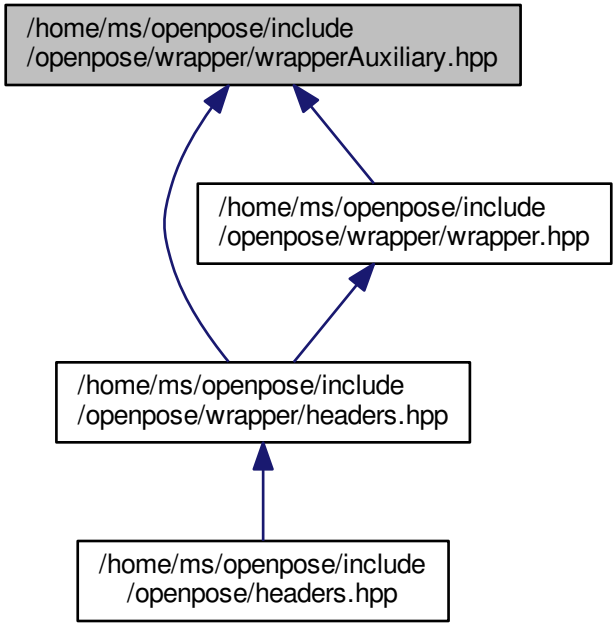 /home/ms/openpose/include
/openpose/wrapper/wrapperAuxiliary.hpp
/home/ms/openpose/include
/openpose/wrapper/wrapper.hpp
/home/ms/openpose/include
/openpose/wrapper/headers.hpp
/home/ms/openpose/include
/openpose/headers.hpp